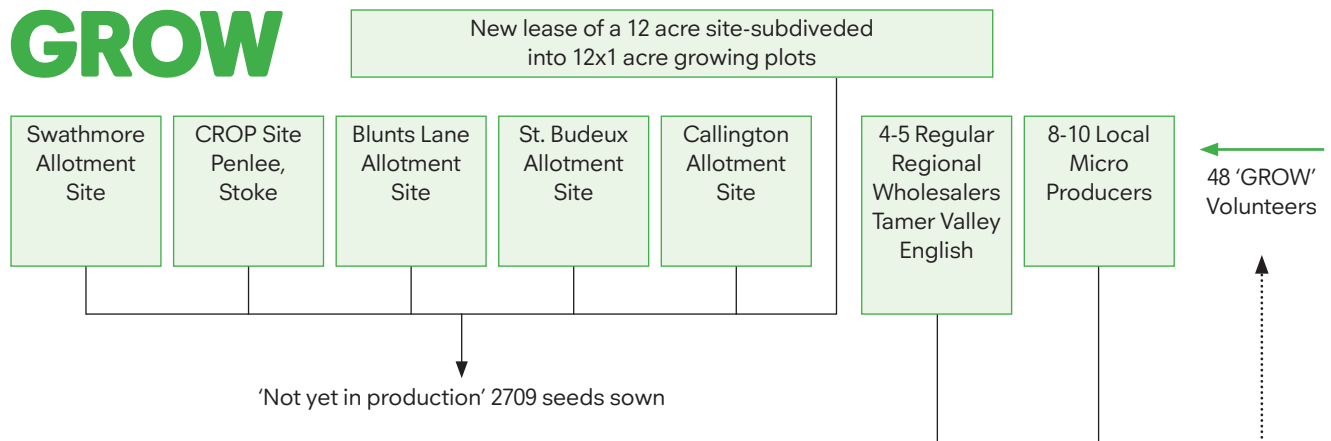 GROW
New lease of a 12 acre site-subdiveded
into 12x1 acre growing plots
Swathmore
Allotment
Site
CROP Site
Penlee,
Stoke
Blunts Lane
Allotment
Site
St. Budeux
Allotment
Site
Callington
Allotment
Site
4-5 Regular
Regional
Wholesalers
Tamer Valley
English
8-10 Local
Micro
Producers
48 ‘GROW’
Volunteers
‘Not yet in production’ 2709 seeds sown